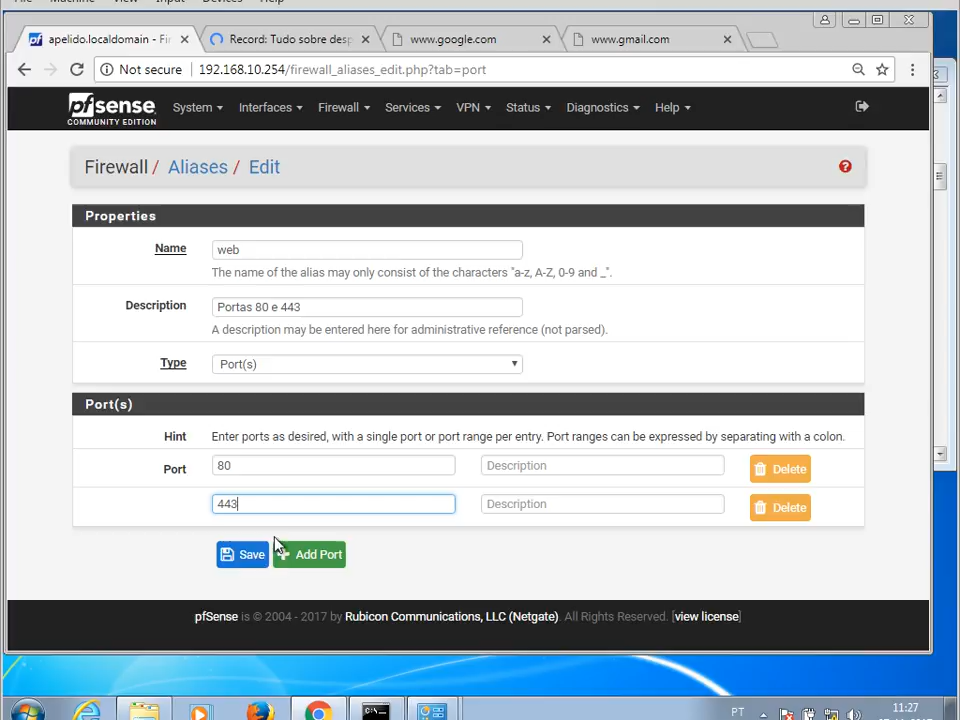 apelido.localdomain - Fir
Record: Tudo sobre desp
www.google.com
www.gmail.com
Not secure
192.168.10.254/firewall_aliases_edit.php?tab=port
pfsense
COMMUNITY EDITION
System
Interfaces
Firewall
Services
VPN
Status
Diagnostics
Help
Firewall / Aliases / Edit
Properties
Name
web
The name of the alias may only consist of the characters "a-z, A-Z, 0-9 and _".
Description
Portas 80 e 443
A description may be entered here for administrative reference (not parsed).
Type
Port(s)
Port(s)
Hint
Enter ports as desired, with a single port or port range per entry. Port ranges can be expressed by separating with a colon.
Port
80
Description
Delete
443
Description
Delete
Save
Add Port
pfSense is © 2004 - 2017 by Rubicon Communications, LLC (Netgate). All Rights Reserved. [view license]
PT
11:27